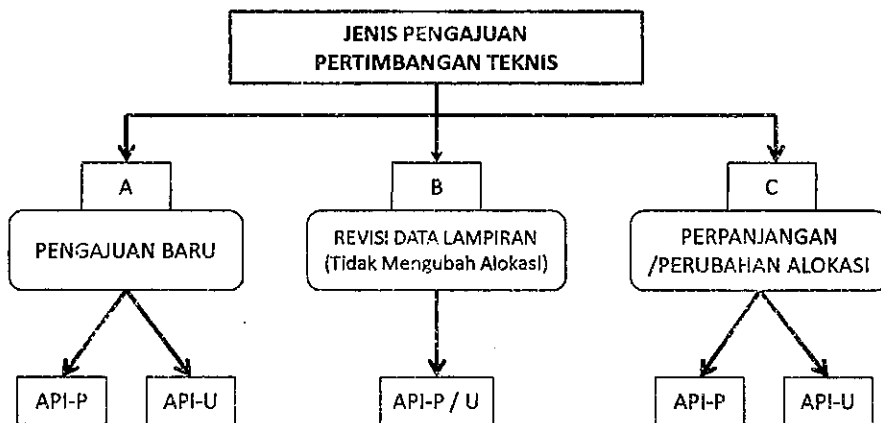 JENIS PENGAJUAN
PERTIMBANGAN TEKNIS
A
B
C
PENGAJUAN BARU
REVISI DATA LAMPIRAN
(Tidak Mengubah Alokasi)
PERPANJANGAN
/PERUBAHAN ALOKASI
API-P
API-U
API-P / U
API-P
API-U